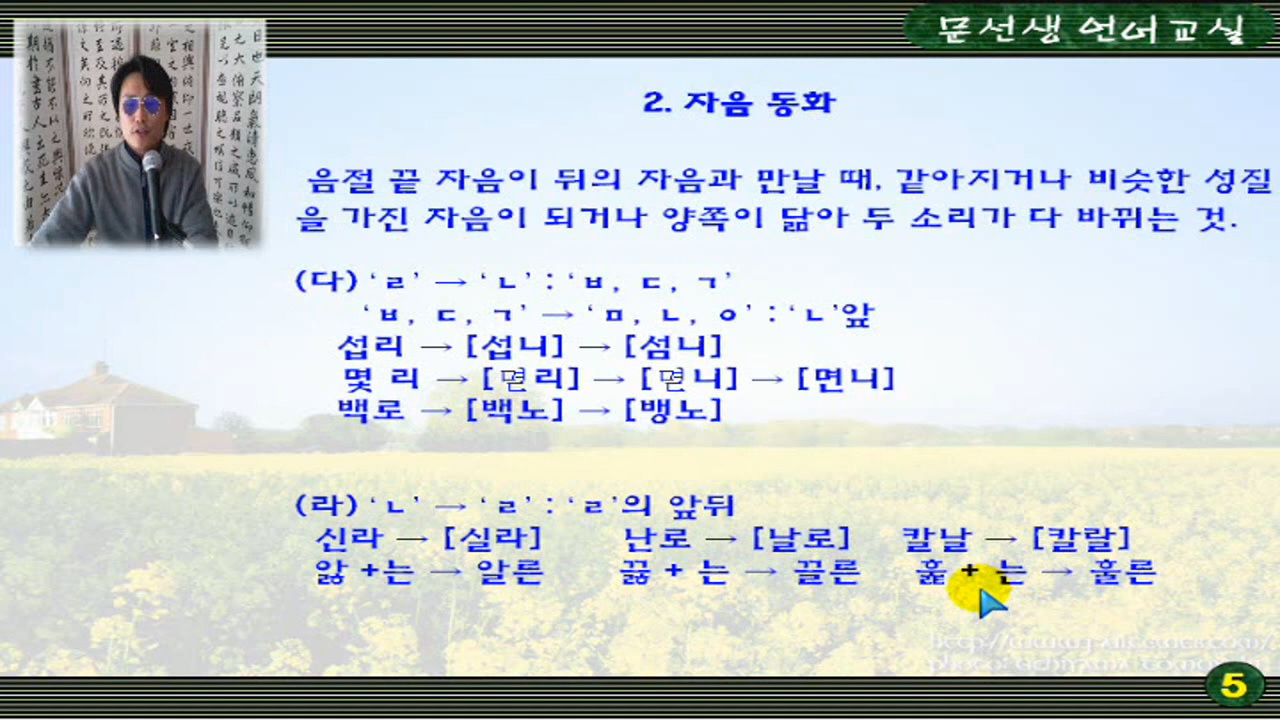 문선생 언어교실
2. 자음 동화
음절 끝 자음이 뒤의 자음과 만날 때, 같아지거나 비슷한 성질
을 가진 자음이 되거나 양쪽이 닮아 두 소리가 다 바뀌는 것.
(다) ‘ㄹ’ → ‘ㄴ’ : ‘ㅂ, ㄷ, ㄱ’
‘ㅂ, ㄷ, ㄱ’ → ‘ㅁ, ㄴ, ㅇ’ : ‘ㄴ’앞
섭리 → [섭니] → [섬니]
몇 리 → [멷리] → [멷니] → [면니]
백로 → [백노] → [뱅노]
(라) ‘ㄴ’ → ‘ㄹ’ : ‘ㄹ’의 앞뒤
신라 → [실라] 난로 → [날로] 칼날 → [칼랄]
앓 +는 → 알른 끓 + 는 → 끌른 훑 + 는 → 훌른
5